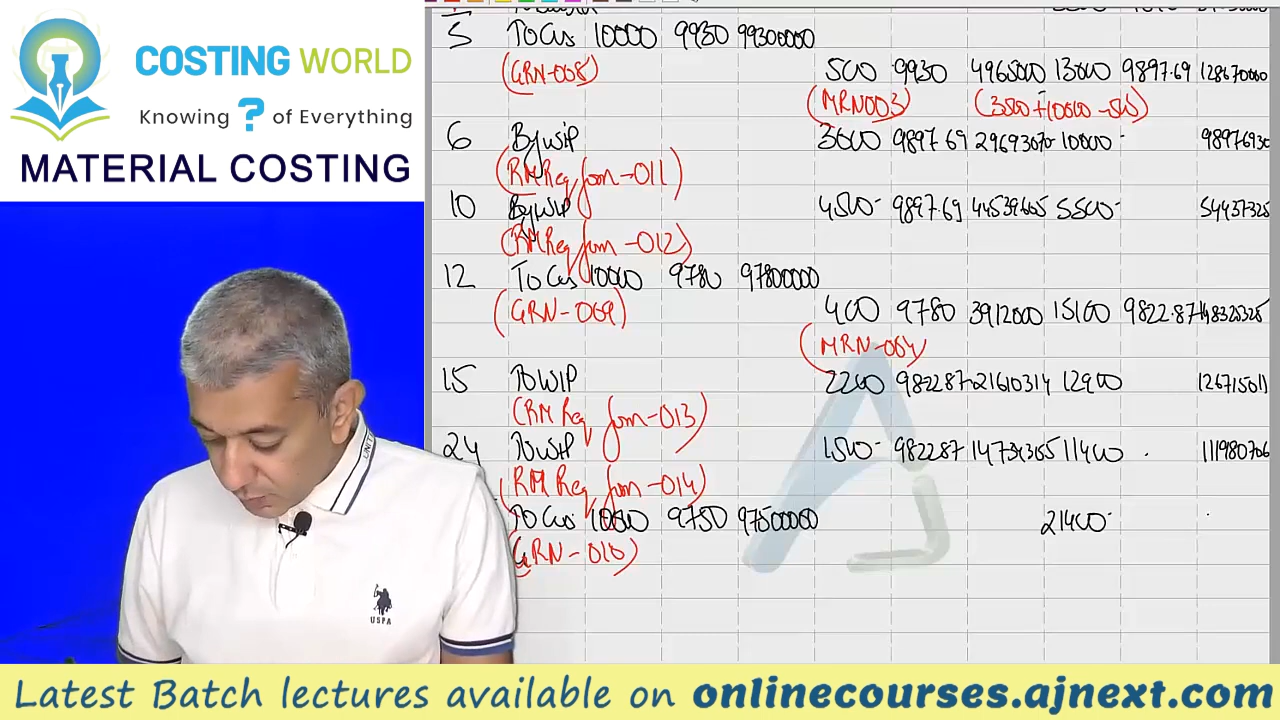 COSTING WORLD
Knowing ? of Everything
MATERIAL COSTING
5 To Cus 10000 9930 99300000
(GRN-008) 500 9930 4965000 13000 9897.69 128670000
(MRN003) (3500+10000-500)
6 By WIP 3000 9897.69 29693070 10000 98976930
(RM Req form-011)
10 By WIP 4500 9897.69 44539605 5500 54437325
(RM Req form-012)
12 To Cus 10000 9780 97800000
(GRN-009) 400 9780 3912000 15100 9822.87 148325325
(MRN-004)
15 To WIP 2200 9822.87 21610314 12900 126715011
(RM Req form-013)
24 To WIP 1500 9822.87 11400 111980706
(RM Req form-014)
To Cus 10000 9750 97500000 21400
(GRN-010)
UNITED
USPA
Latest Batch lectures available on onlinecourses.ajnext.com